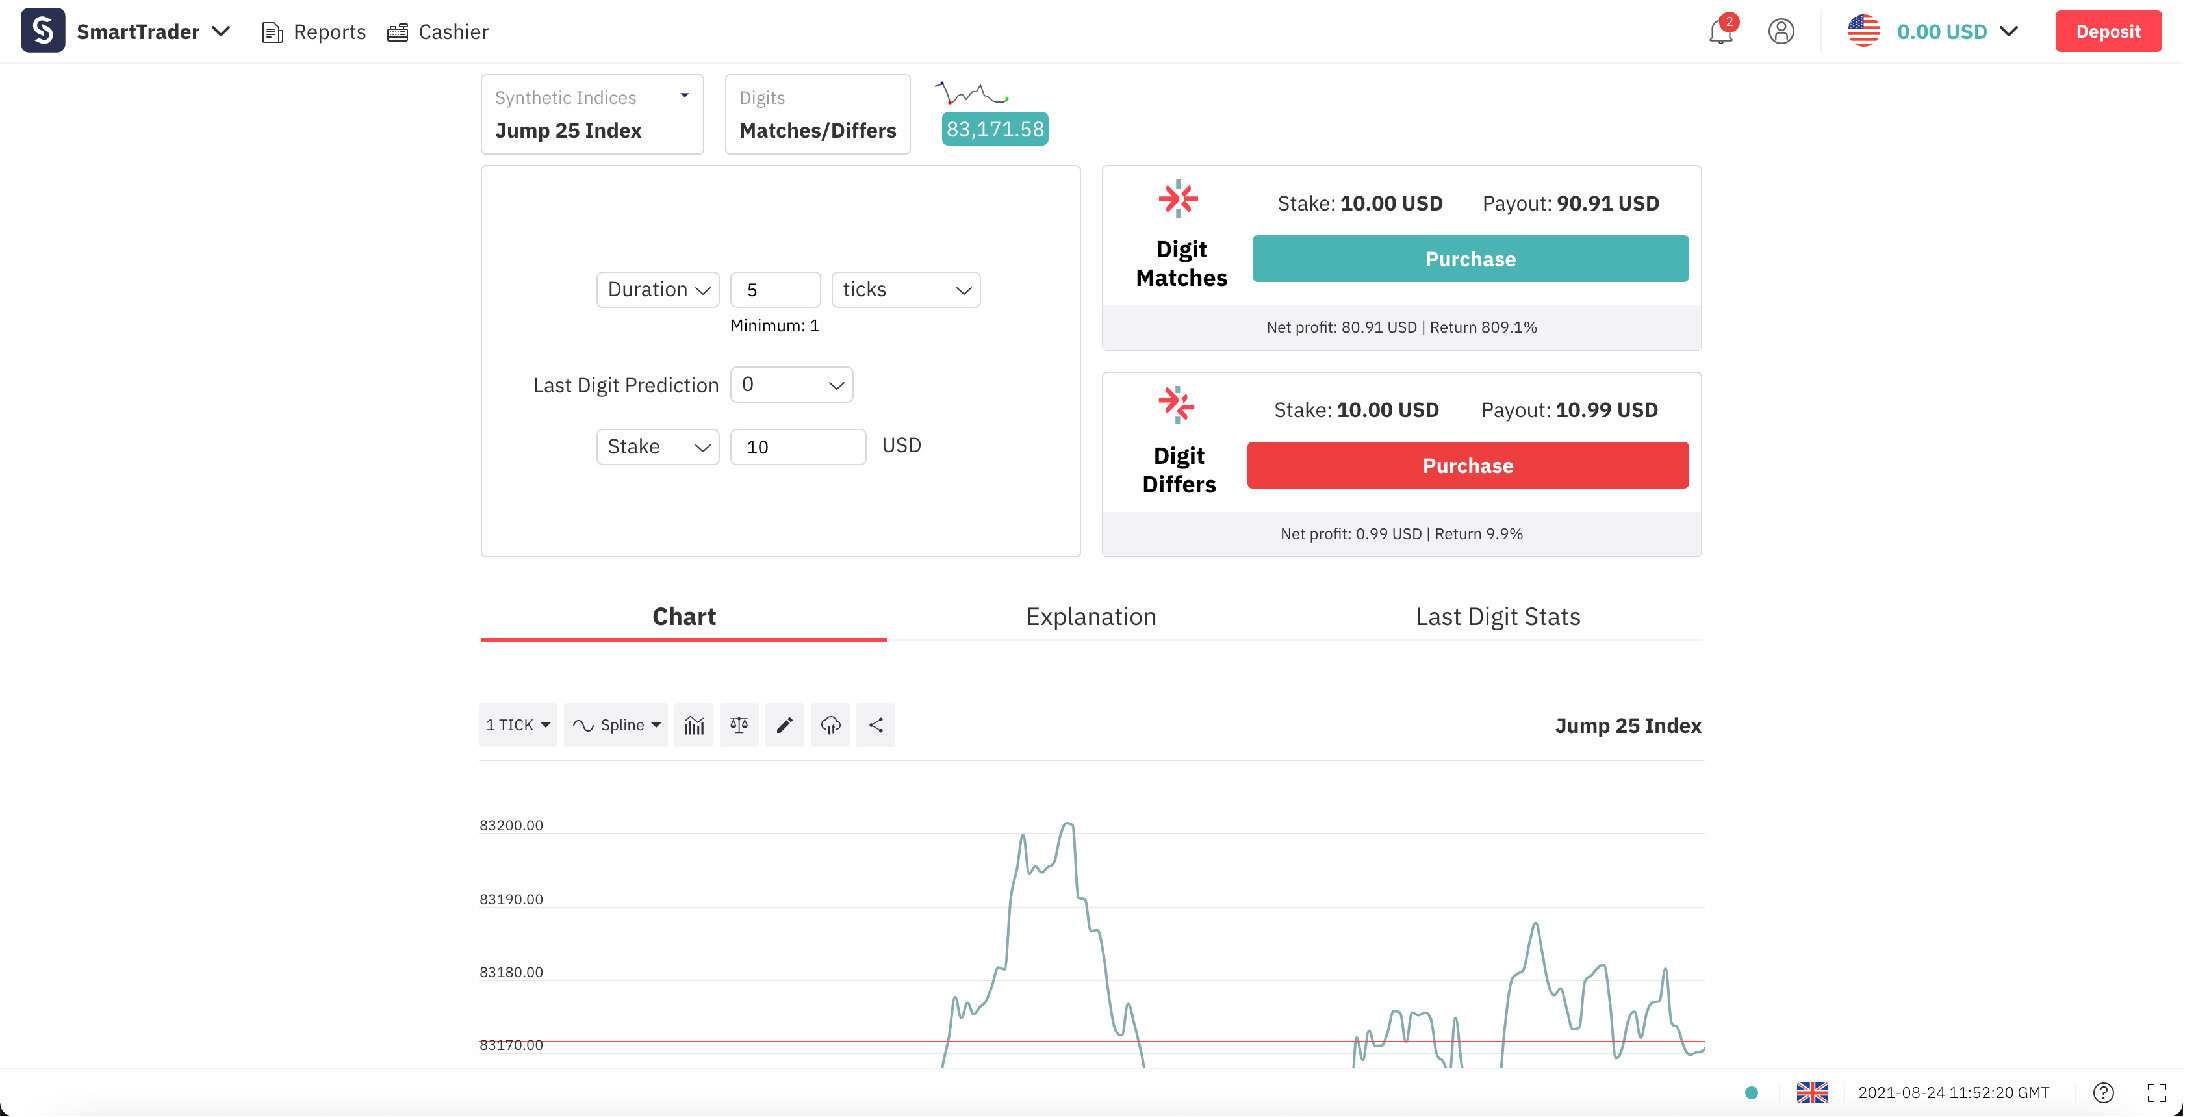 SmartTrader Reports Cashier 2 0.00 USD Deposit
Synthetic Indices
Jump 25 Index
Digits
Matches/Differs
83,171.58
Duration 5 ticks
Minimum: 1
Last Digit Prediction 0
Stake 10 USD
Stake: 10.00 USD Payout: 90.91 USD
Digit
Matches
Purchase
Net profit: 80.91 USD | Return 809.1%
Stake: 10.00 USD Payout: 10.99 USD
Digit
Differs
Purchase
Net profit: 0.99 USD | Return 9.9%
Chart Explanation Last Digit Stats
1 TICK Spline Jump 25 Index
83200.00
83190.00
83180.00
83170.00
2021-08-24 11:52:20 GMT